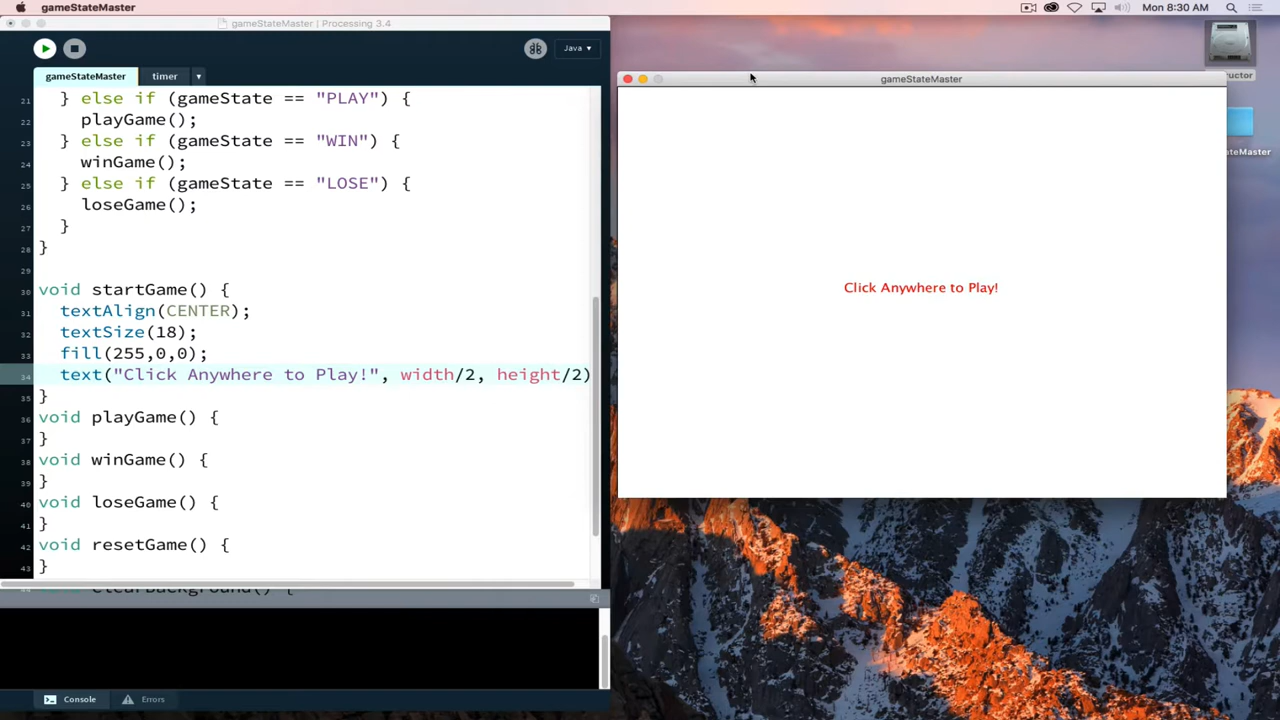 gameStateMaster
Mon 8:30 AM
gameStateMaster | Processing 3.4
Java
gameStateMaster
timer
21 } else if (gameState == "PLAY") {
22 playGame();
23 } else if (gameState == "WIN") {
24 winGame();
25 } else if (gameState == "LOSE") {
26 loseGame();
27 }
28 }
29
30 void startGame() {
31 textAlign(CENTER);
32 textSize(18);
33 fill(255,0,0);
34 text("Click Anywhere to Play!", width/2, height/2)
35 }
36 void playGame() {
37 }
38 void winGame() {
39 }
40 void loseGame() {
41 }
42 void resetGame() {
43 }
Console
Errors
gameStateMaster
Click Anywhere to Play!
ructor
ateMaster